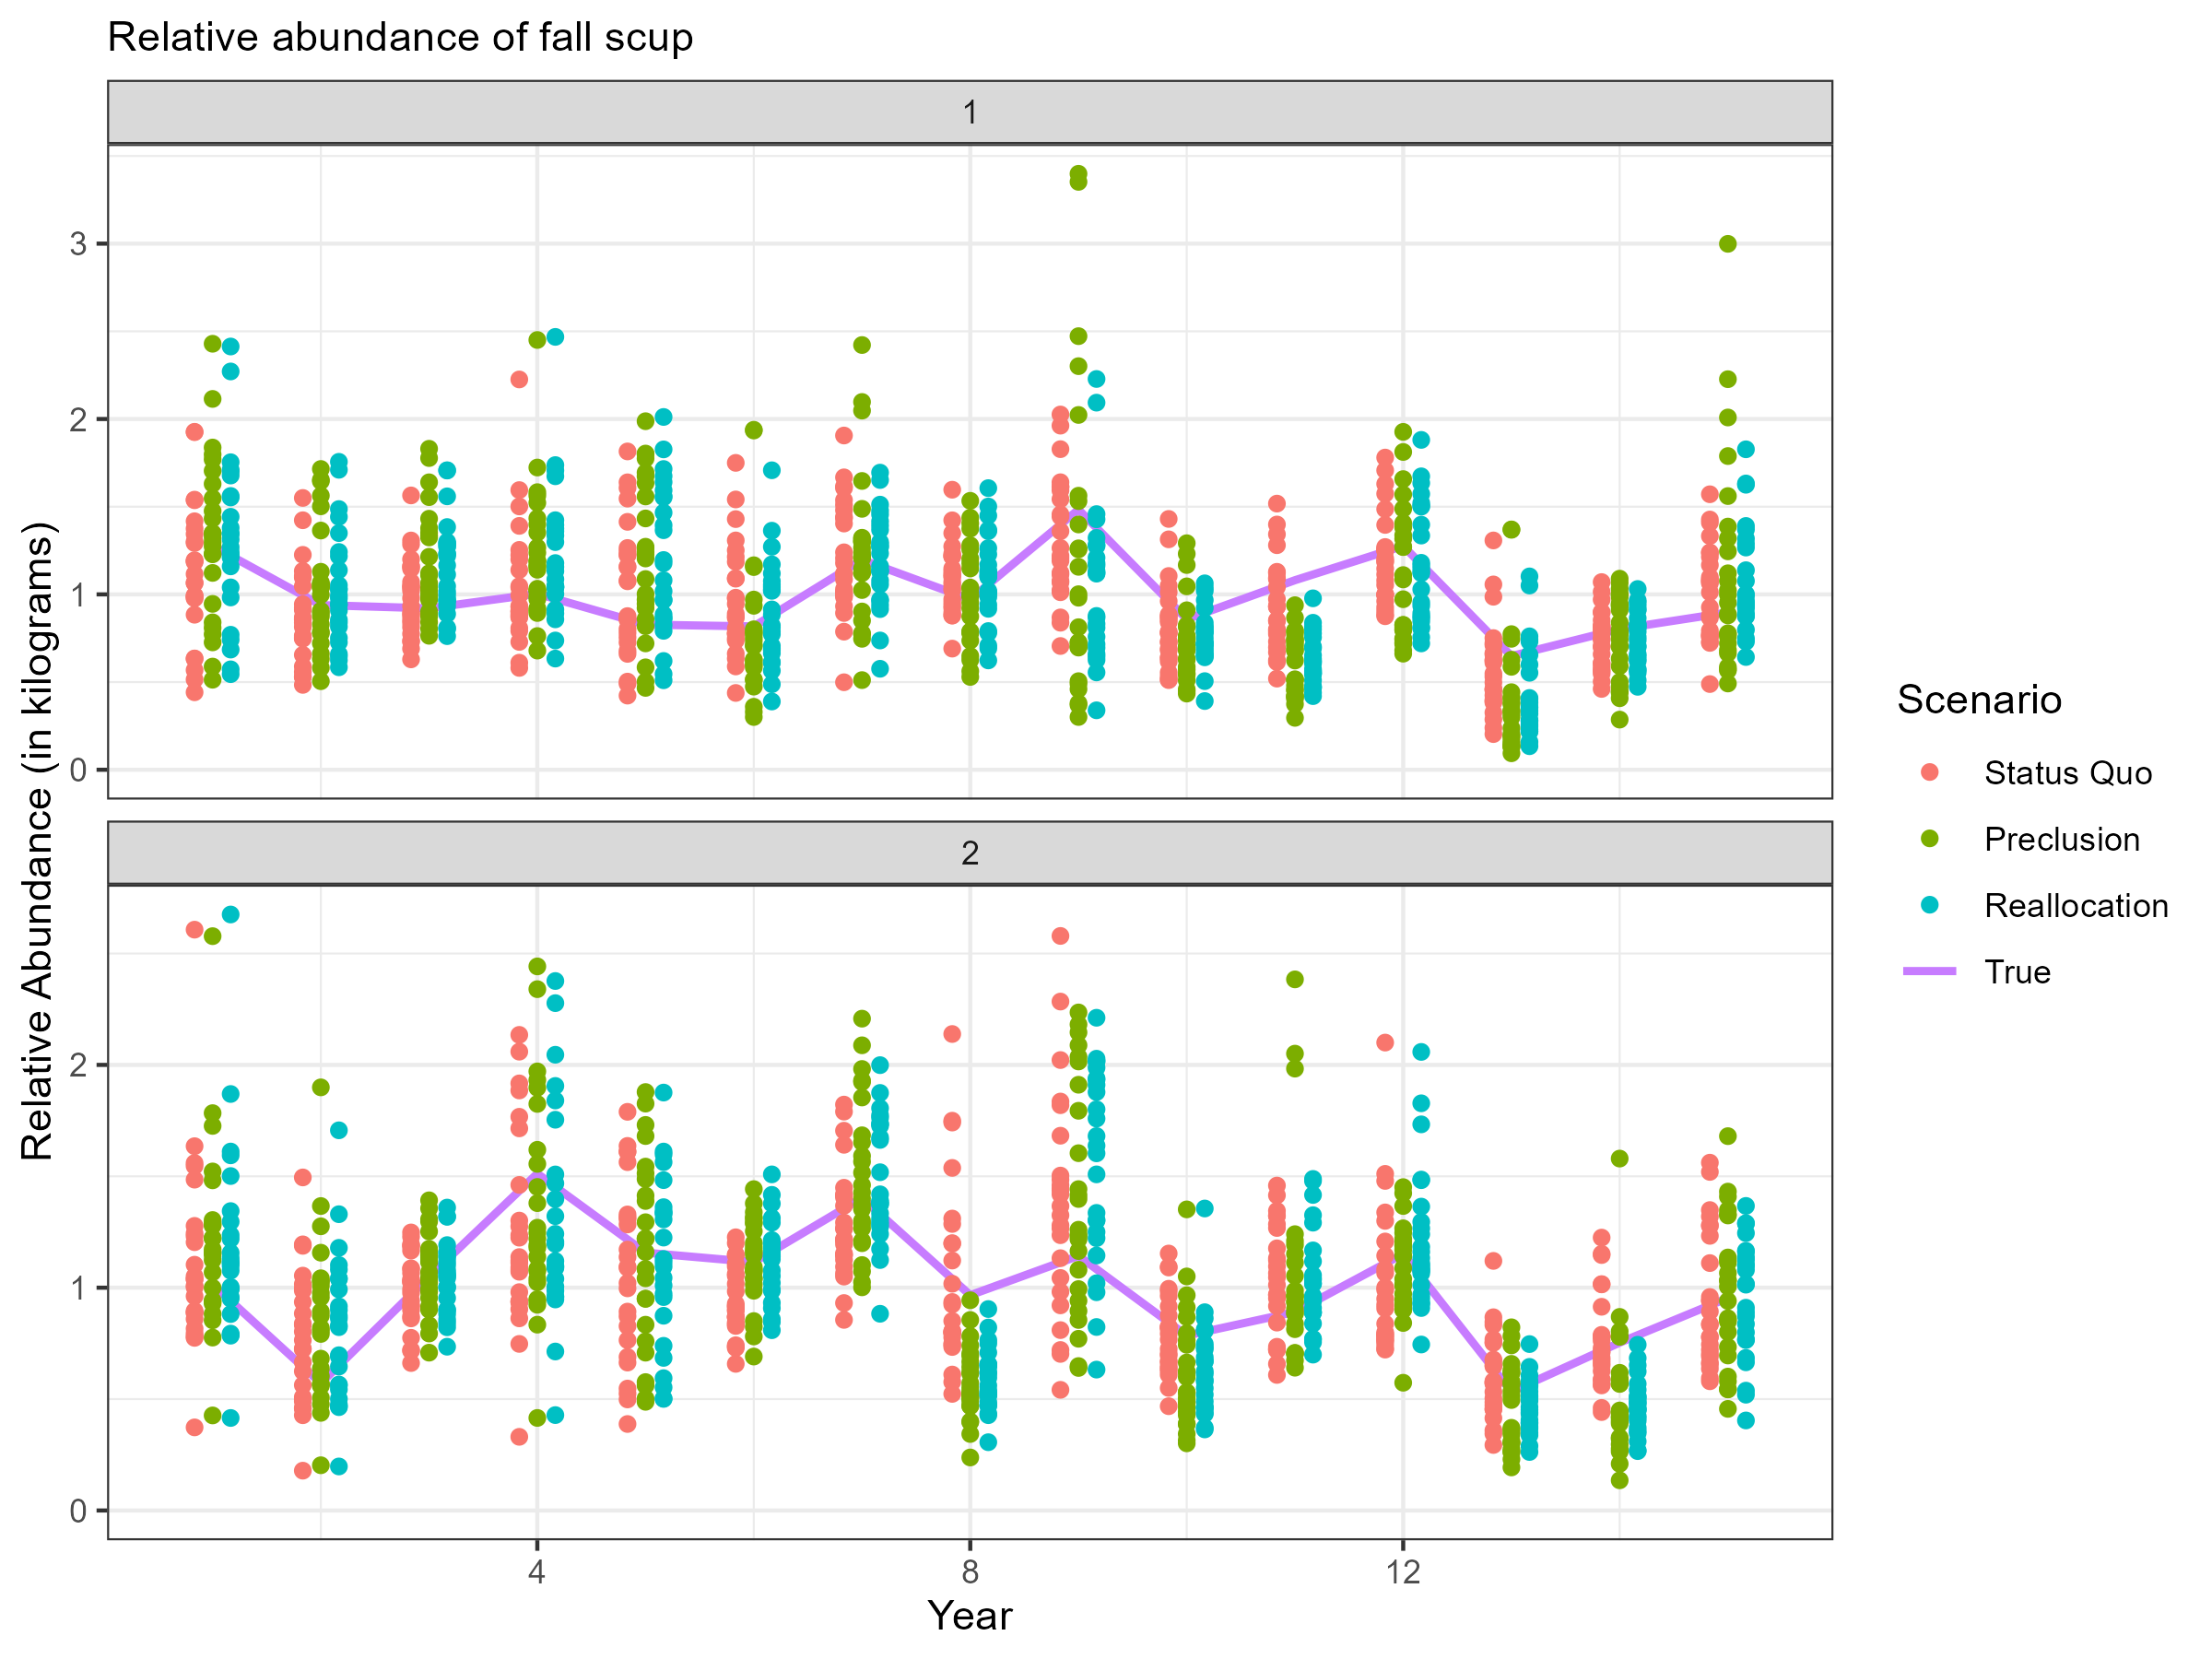 Relative abundance of fall scup
1
3
2
1
0
2
2
1
0
4
8
12
Year
Relative Abundance (in kilograms)
Scenario
Status Quo
Preclusion
Reallocation
True